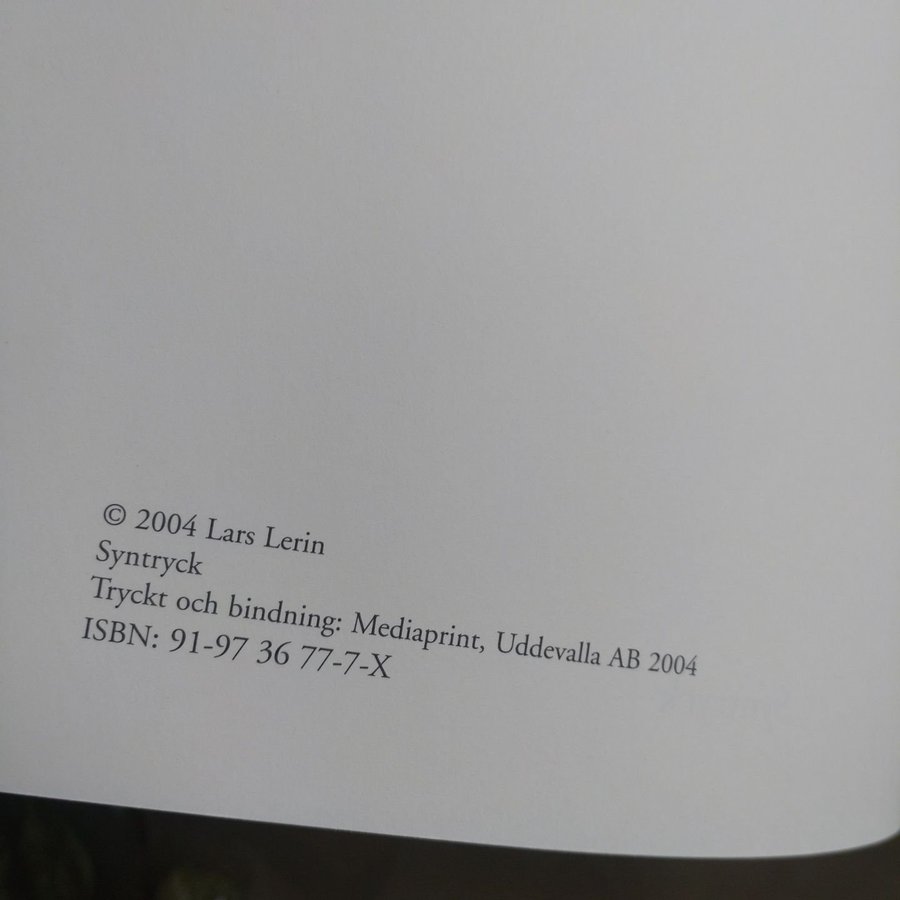 © 2004 Lars Lerin
Syntryck
Tryckt och bindning: Mediaprint, Uddevalla AB 2004
ISBN: 91-97 36 77-7-X